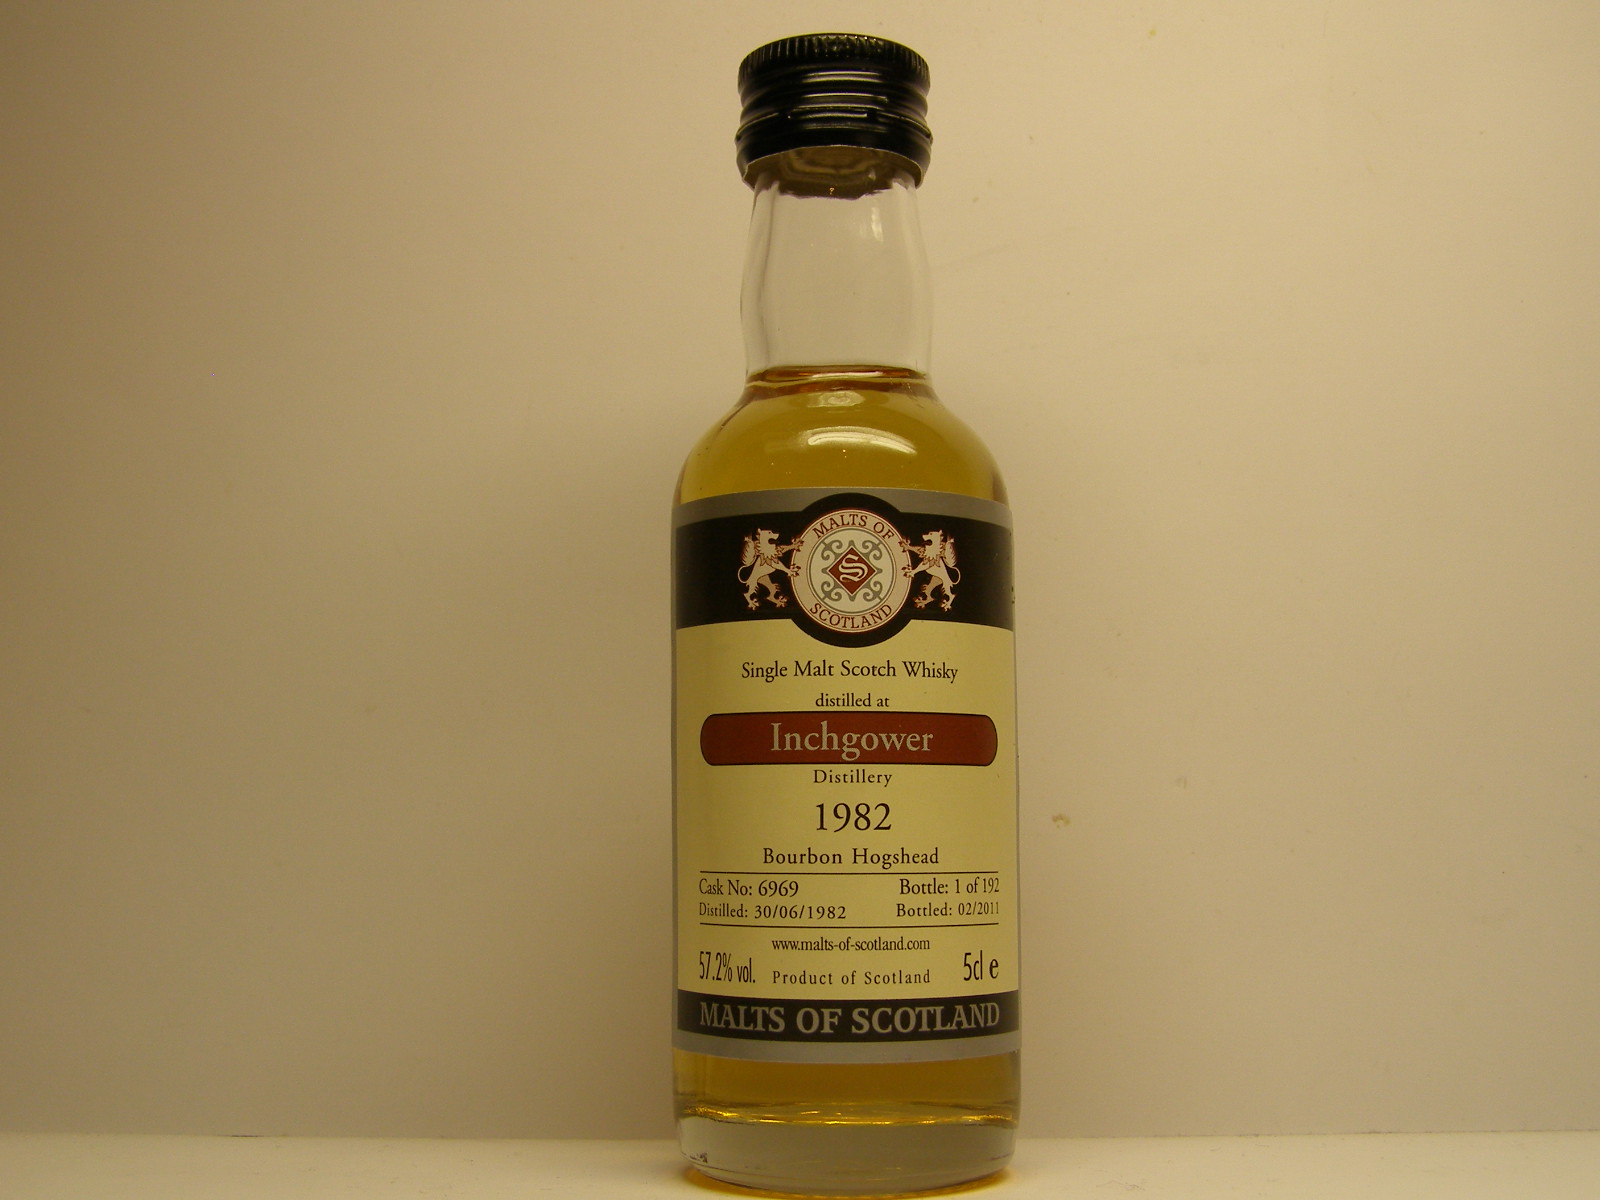 MALTS OF
S
SCOTLAND
Single Malt Scotch Whisky
distilled at
Inchgower
Distillery
1982
Bourbon Hogshead
Cask No: 6969 Bottle: 1 of 192
Distilled: 30/06/1982 Bottled: 02/2011
www.malts-of-scotland.com
57.2% vol. Product of Scotland 5cl e
MALTS OF SCOTLAND